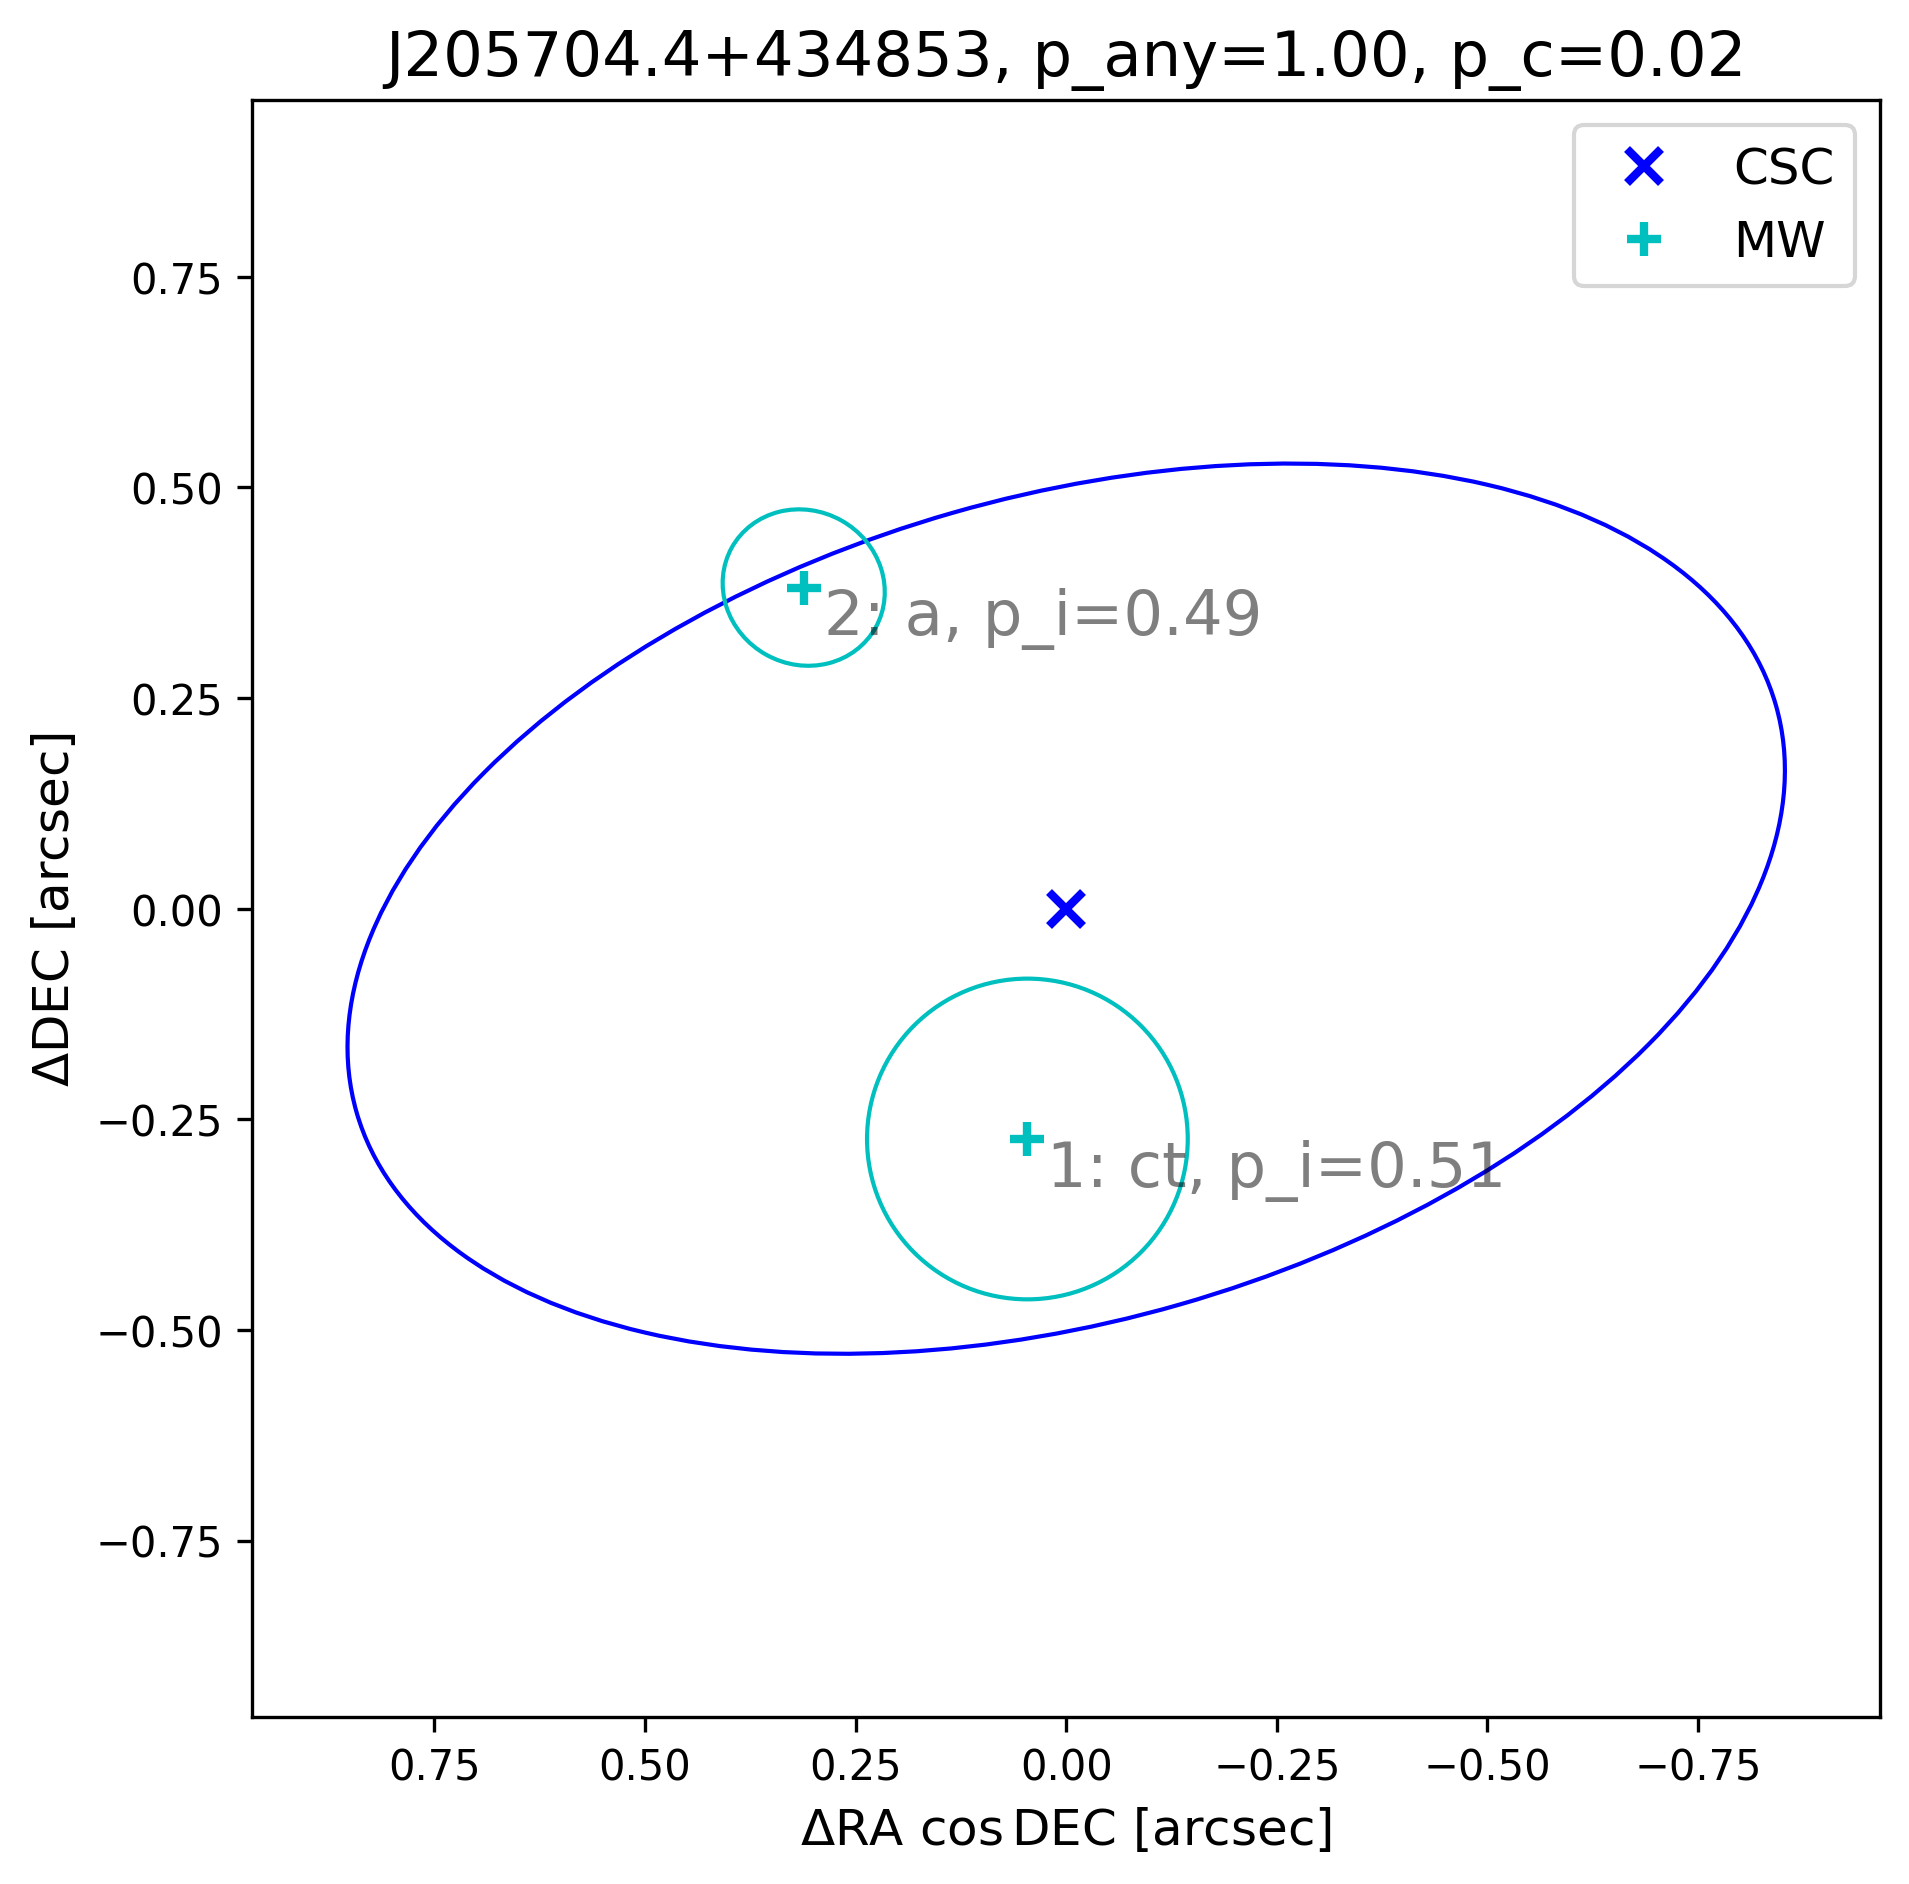 J205704.4+434853, p_any=1.00, p_c=0.02
CSC
MW
0.75
0.50
0.25
0.00
−0.25
−0.50
−0.75
ΔDEC [arcsec]
2: a, p_i=0.49
1: ct, p_i=0.51
0.75 0.50 0.25 0.00 −0.25 −0.50 −0.75
ΔRA cos DEC [arcsec]